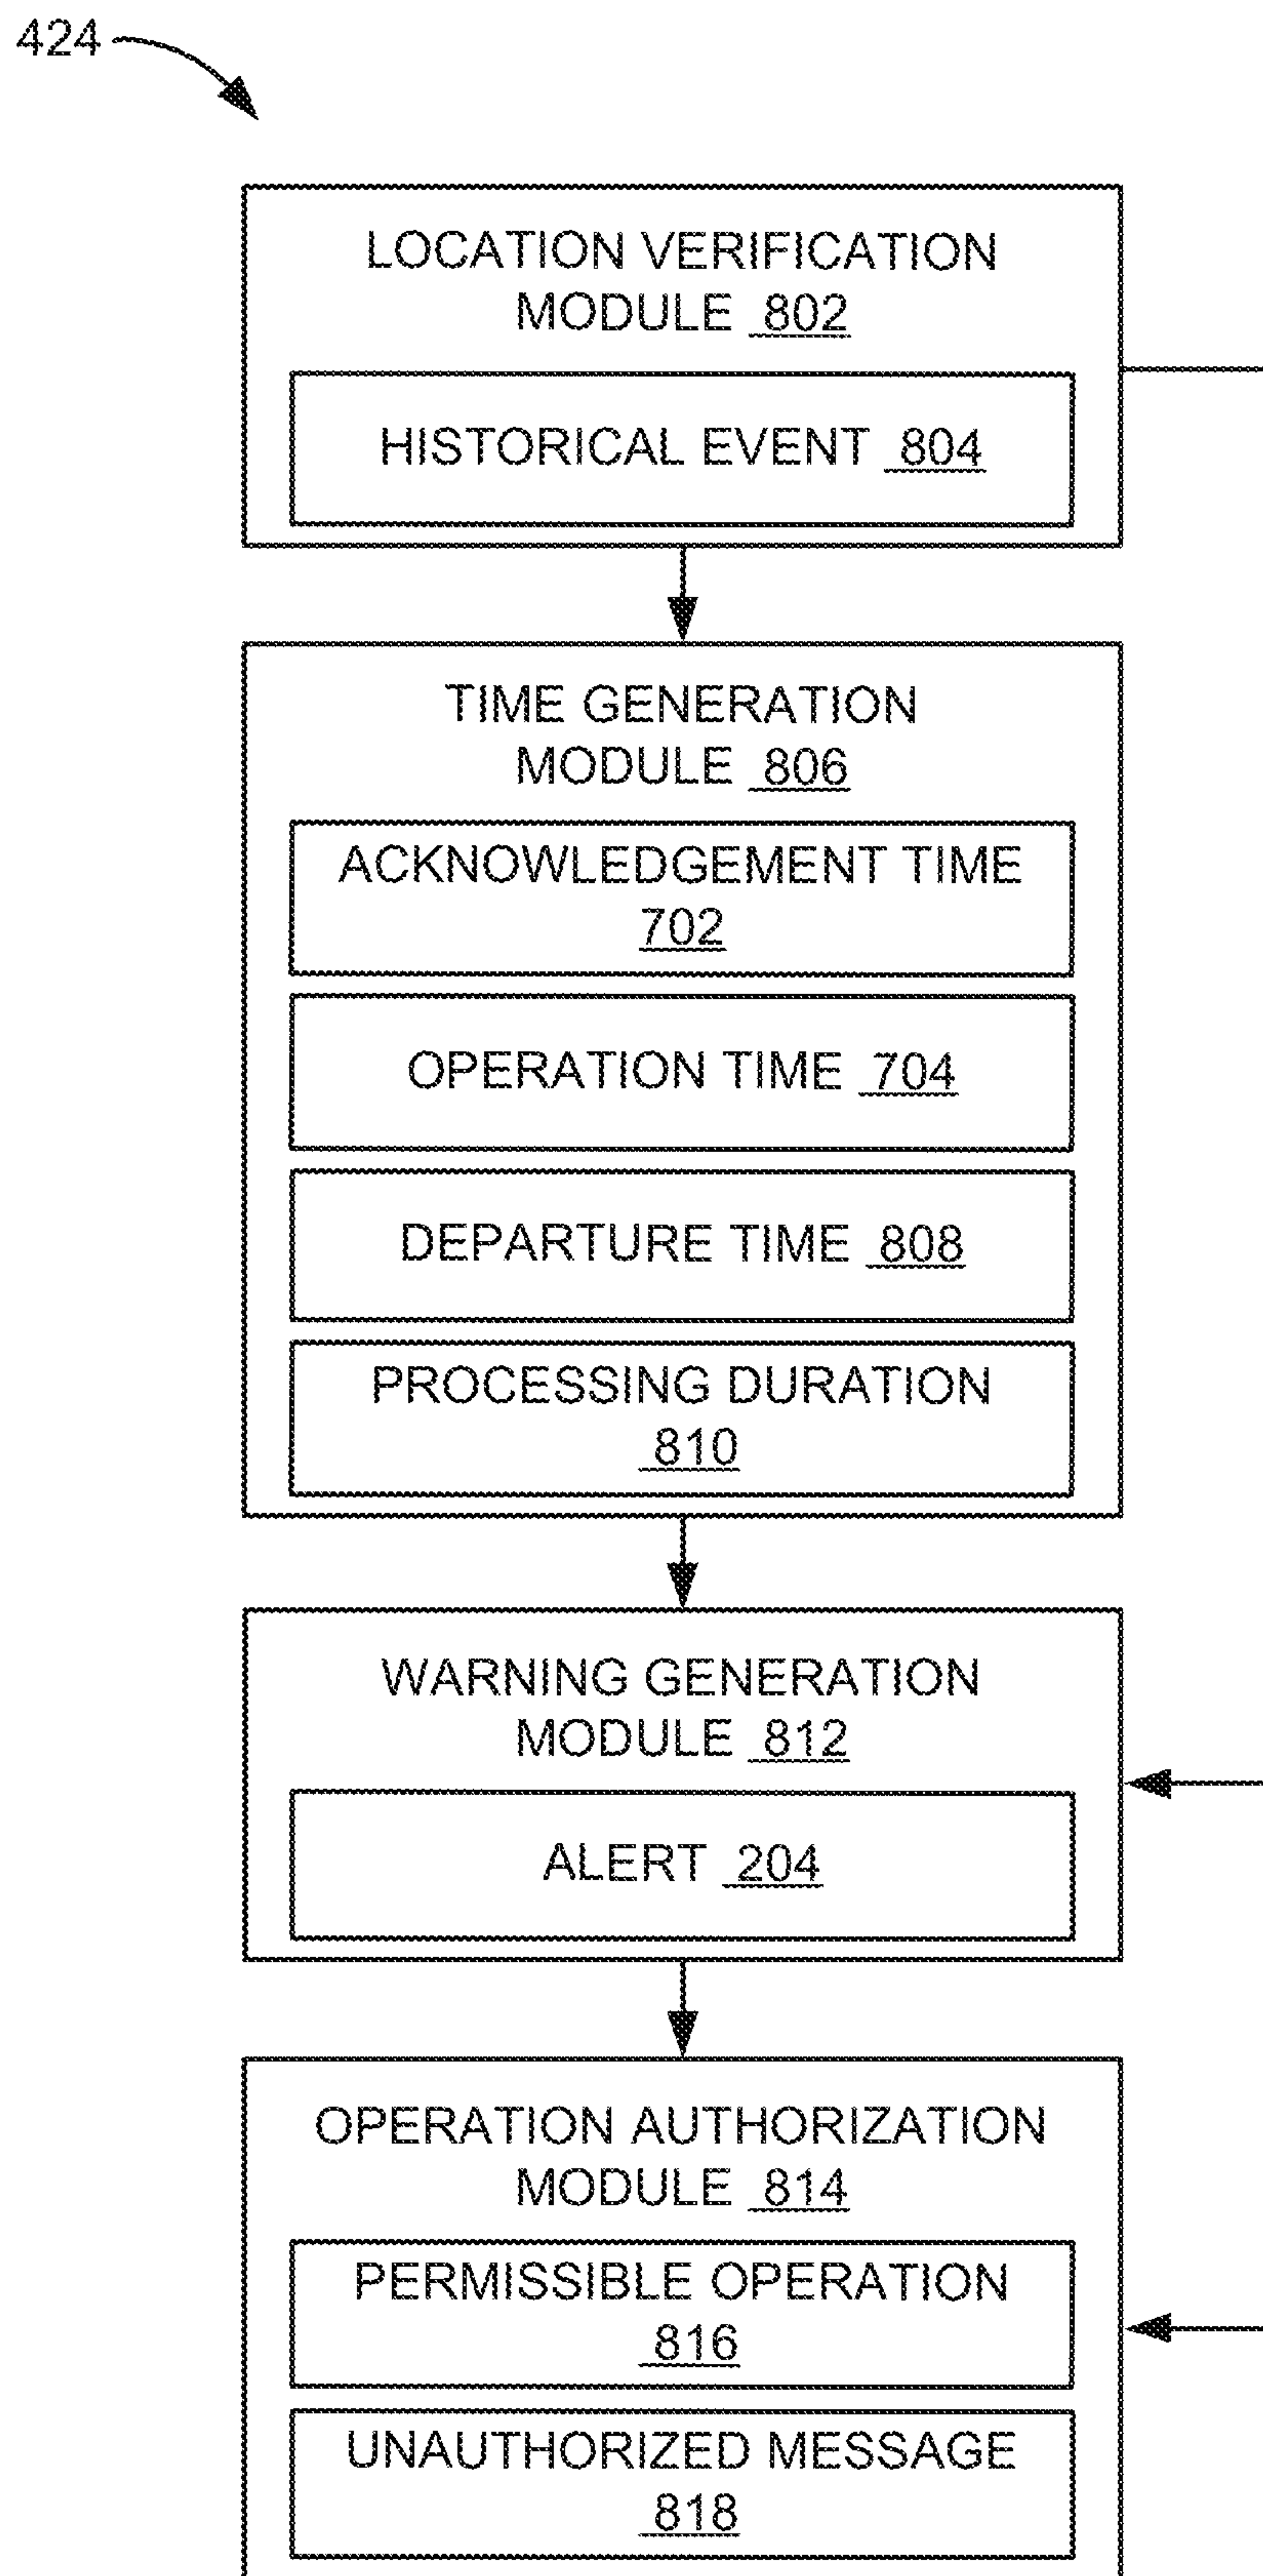 424
LOCATION VERIFICATION
MODULE 802
HISTORICAL EVENT 804
TIME GENERATION
MODULE 806
ACKNOWLEDGEMENT TIME
702
OPERATION TIME 704
DEPARTURE TIME 808
PROCESSING DURATION
810
WARNING GENERATION
MODULE 812
ALERT 204
OPERATION AUTHORIZATION
MODULE 814
PERMISSIBLE OPERATION
816
UNAUTHORIZED MESSAGE
818